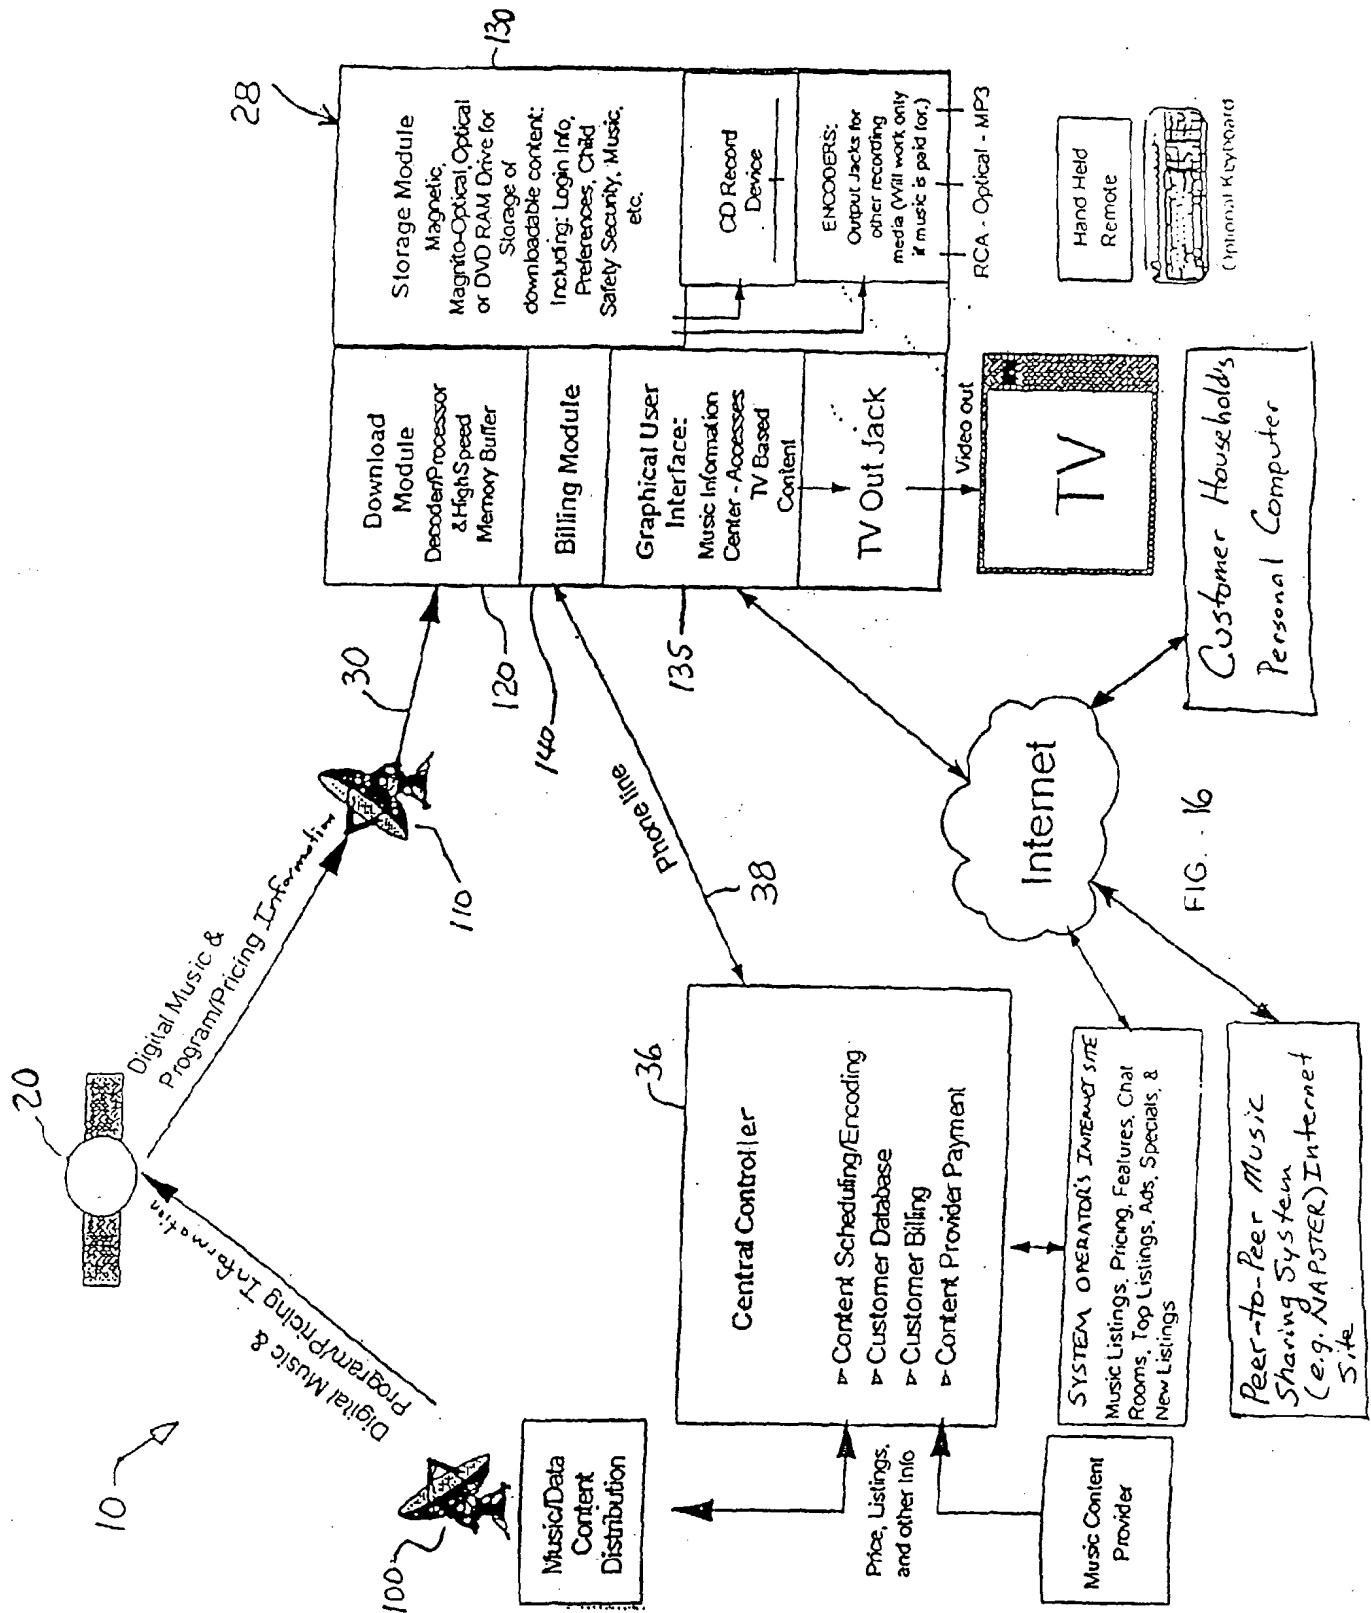 10
20
Digital Music &
Program/Pricing Information
Digital Music &
Program/Pricing Information
100
Music/Data
Content
Distribution
110
30
120
140
135
28
130
Download
Module
Decoder/Processor
& High Speed
Memory Buffer
Billing Module
Graphical User
Interface:
Music Information
Center - Accesses
TV Based
Content
TV Out Jack
Video out
TV
Storage Module
Magnetic,
Magnito-Optical, Optical
or DVD RAM Drive for
Storage of
downloadable content:
Including: Login Info,
Preferences, Child
Safety Security, Music,
etc.
CD Record
Device
ENCODERS:
Output Jacks for
other recording
media (Will work only
if music is paid for.)
RCA - Optical - MP3
Hand Held
Remote
Optional Keyboard
Phone line
38
36
Central Controller
Content Scheduling/Encoding
Customer Database
Customer Billing
Content Provider Payment
Price, Listings,
and other Info
Music Content
Provider
SYSTEM OPERATOR'S INTERNET SITE
Music Listings, Pricing, Features, Chat
Rooms, Top Listings, Ads, Specials, &
New Listings
Peer-to-Peer Music
Sharing System
(e.g. NAPSTER) Internet
Site
Internet
Customer Household's
Personal Computer
FIG. 16